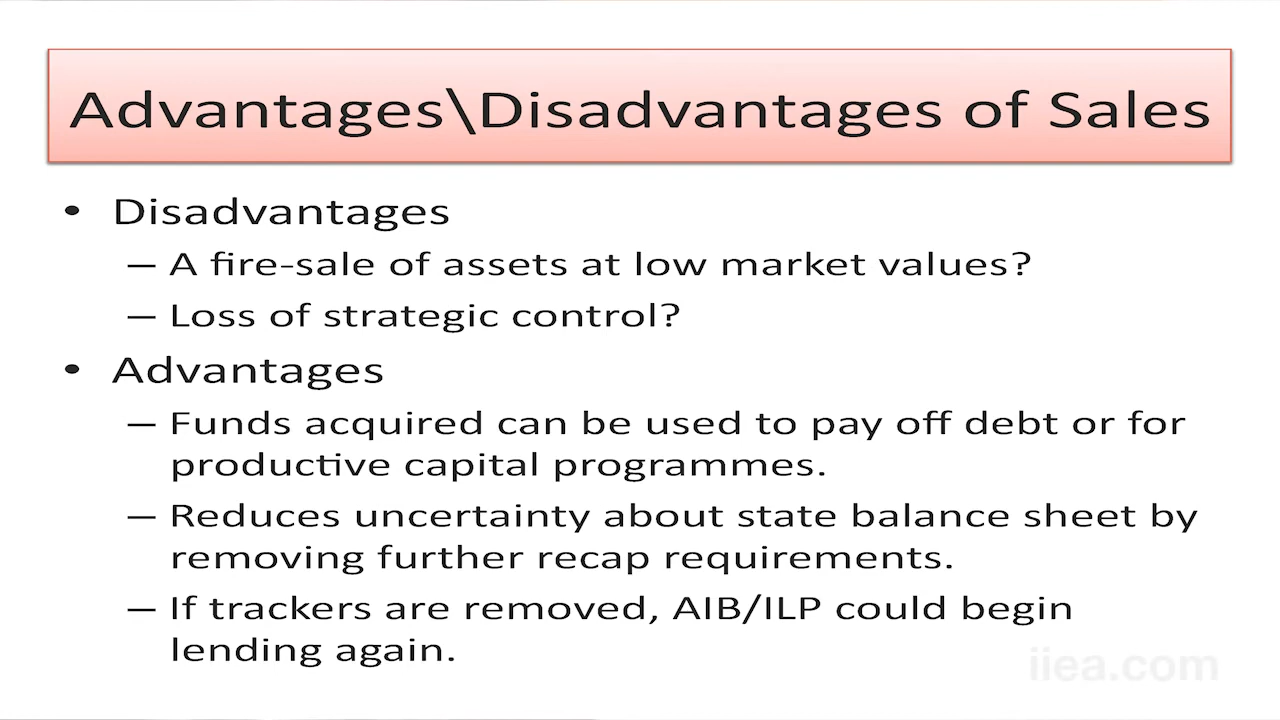 Advantages\Disadvantages of Sales
• Disadvantages
– A fire-sale of assets at low market values?
– Loss of strategic control?
• Advantages
– Funds acquired can be used to pay off debt or for
productive capital programmes.
– Reduces uncertainty about state balance sheet by
removing further recap requirements.
– If trackers are removed, AIB/ILP could begin
lending again.
iiea.com